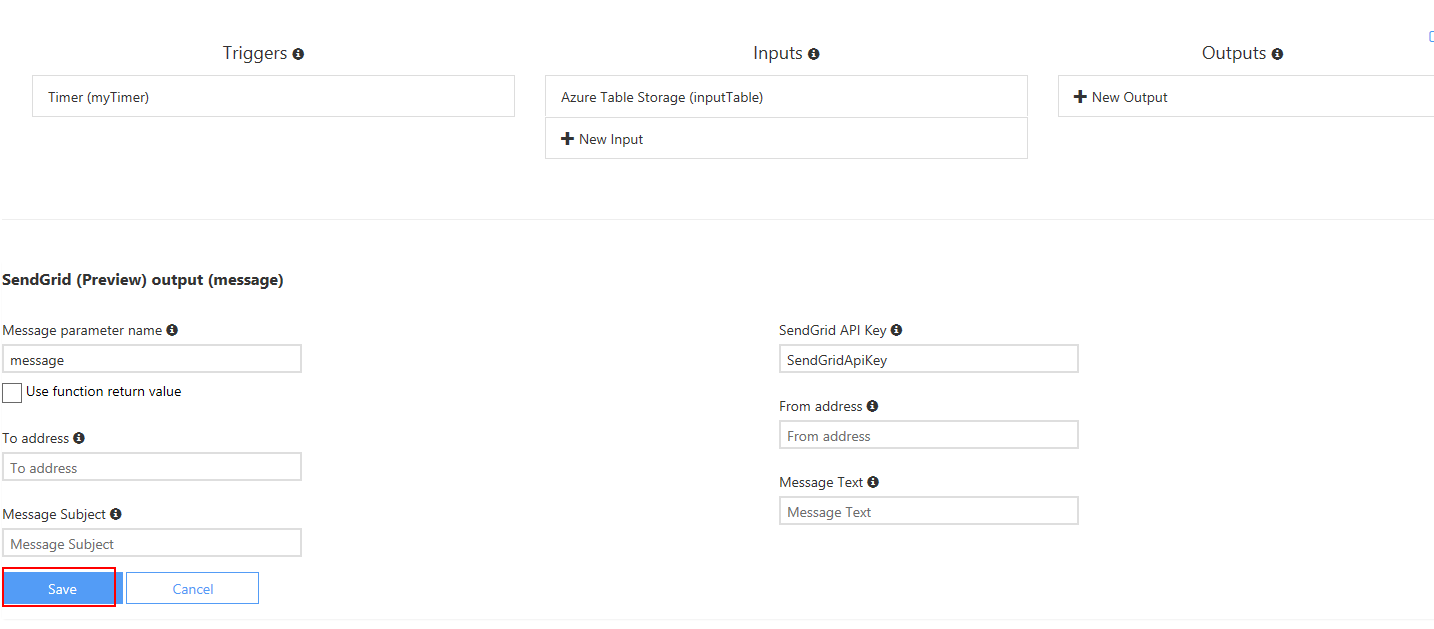 Triggers
Inputs
Outputs
Timer (myTimer)
Azure Table Storage (inputTable)
New Output
New Input
SendGrid (Preview) output (message)
Message parameter name
SendGrid API Key
message
SendGridApiKey
Use function return value
From address
From address
To address
To address
Message Text
Message Text
Message Subject
Message Subject
Save
Cancel